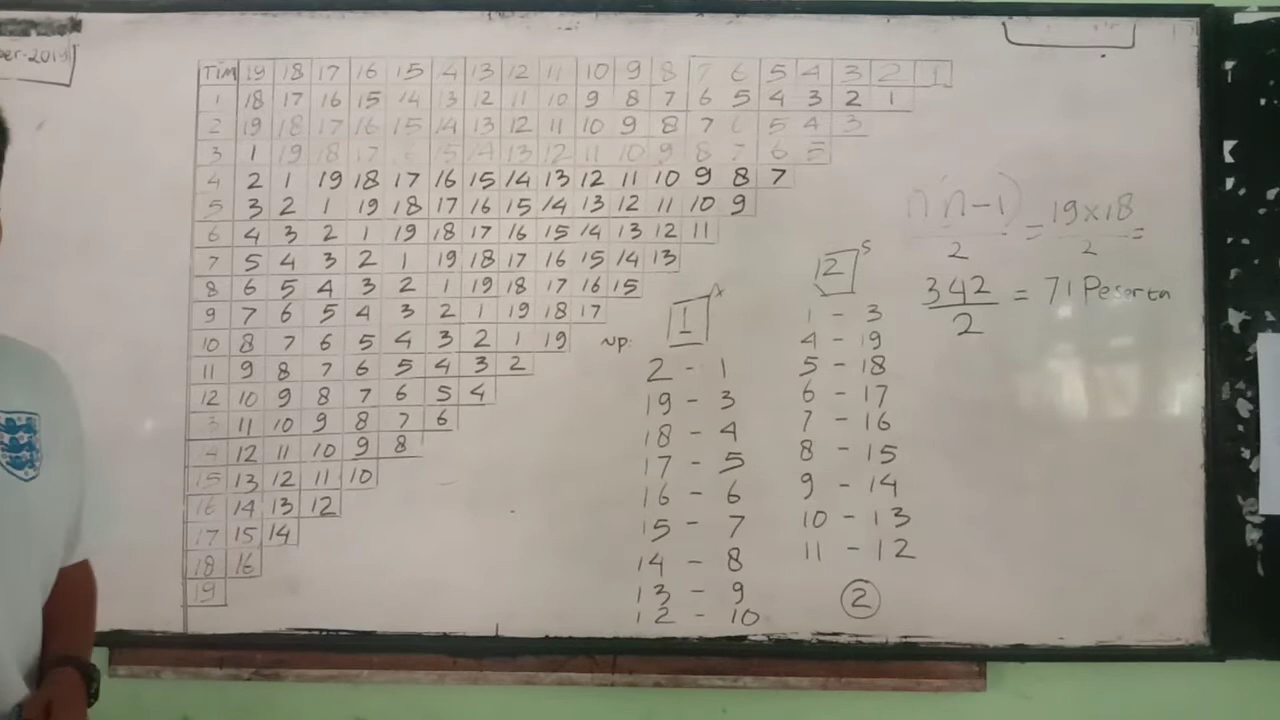 TIM 19 18 17 16 15 14 13 12 11 10 9 8 7 6 5 4 3 2 1
1 18 17 16 15 14 13 12 11 10 9 8 7 6 5 4 3 2 1
2 19 18 17 16 15 14 13 12 11 10 9 8 7 6 5 4 3
3 1 19 18 17 16 15 14 13 12 11 10 9 8 7 6 5
4 2 1 19 18 17 16 15 14 13 12 11 10 9 8 7
5 3 2 1 19 18 17 16 15 14 13 12 11 10 9
6 4 3 2 1 19 18 17 16 15 14 13 12 11
7 5 4 3 2 1 19 18 17 16 15 14 13
8 6 5 4 3 2 1 19 18 17 16 15
9 7 6 5 4 3 2 1 19 18 17
10 8 7 6 5 4 3 2 1 19
11 9 8 7 6 5 4 3 2
12 10 9 8 7 6 5 4
3 11 10 9 8 7 6
4 12 11 10 9 8
15 13 12 11 10
16 14 13 12
17 15 14
18 16
19
NP:
1
2 - 1
19 - 3
18 - 4
17 - 5
16 - 6
15 - 7
14 - 8
13 - 9
12 - 10
2 S
1 - 3
4 - 19
5 - 18
6 - 17
7 - 16
8 - 15
9 - 14
10 - 13
11 - 12
2
n(n-1)/2 = 19x18/2 =
342/2 = 71 Peserta